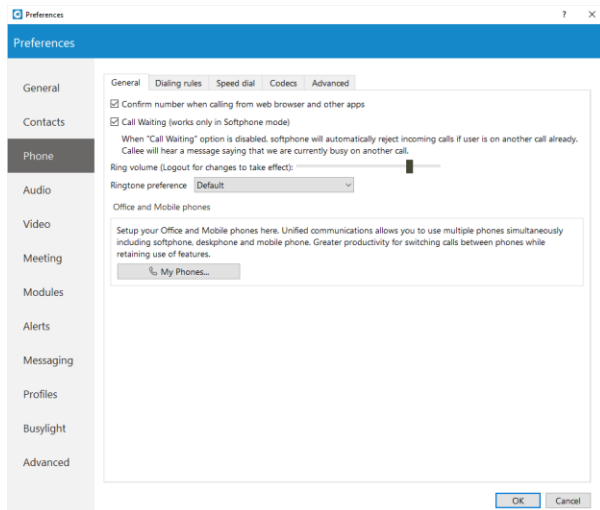 Preferences
?
Preferences
General
Contacts
Phone
Audio
Video
Meeting
Modules
Alerts
Messaging
Profiles
Busylight
Advanced
General Dialing rules Speed dial Codecs Advanced
Confirm number when calling from web browser and other apps
Call Waiting (works only in Softphone mode)
When "Call Waiting" option is disabled, softphone will automatically reject incoming calls if user is on another call already.
Callee will hear a message saying that we are currently busy on another call.
Ring volume (Logout for changes to take effect):
Ringtone preference Default
Office and Mobile phones
Setup your Office and Mobile phones here. Unified communications allows you to use multiple phones simultaneously
including softphone, deskphone and mobile phone. Greater productivity for switching calls between phones while
retaining use of features.
My Phones...
OK Cancel